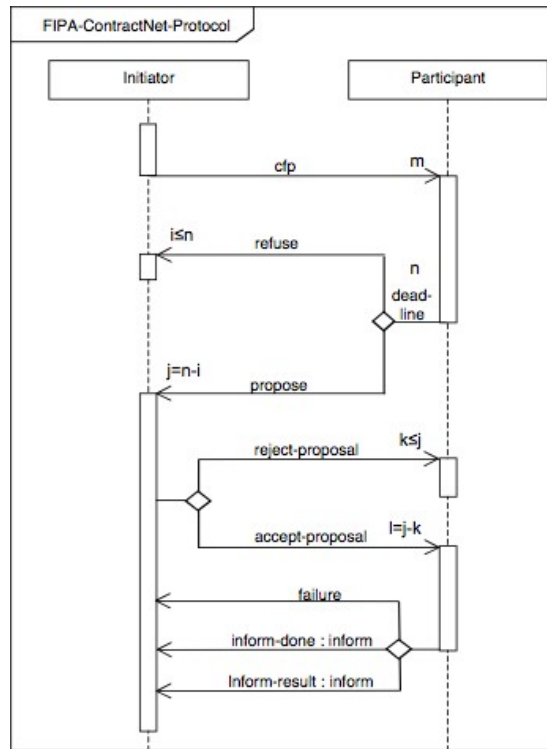 FIPA-ContractNet-Protocol
Initiator
Participant
cfp
m
i≤n
refuse
n
dead-
line
j=n-i
propose
reject-proposal
k≤j
accept-proposal
l=j-k
failure
inform-done : inform
Inform-result : inform